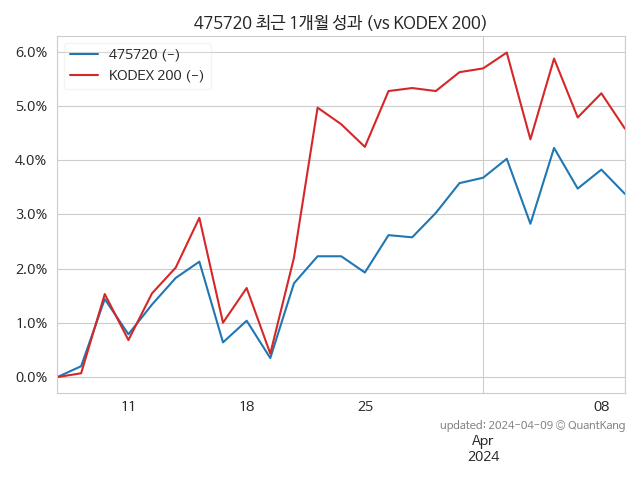 475720 최근 1개월 성과 (vs KODEX 200)
475720 (-)
KODEX 200 (-)
6.0%
5.0%
4.0%
3.0%
2.0%
1.0%
0.0%
11 18 25 08
updated: 2024-04-09 © QuantKang
Apr
2024